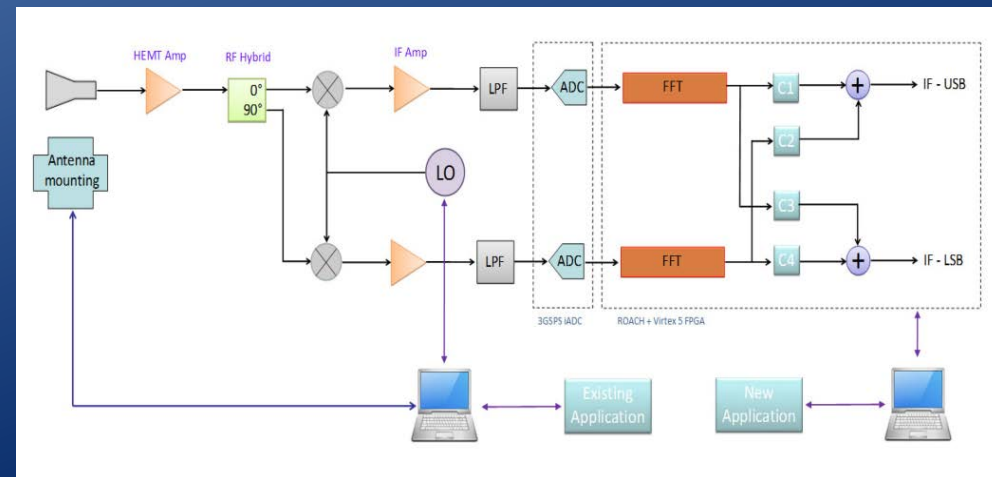 HEMT Amp
RF Hybrid
IF Amp
0°
90°
LPF
ADC
FFT
C1
+
IF - USB
C2
Antenna
mounting
LO
C3
LPF
ADC
FFT
C4
+
IF - LSB
3GSPS iADC
ROACH + Virtex 5 FPGA
Existing
Application
New
Application